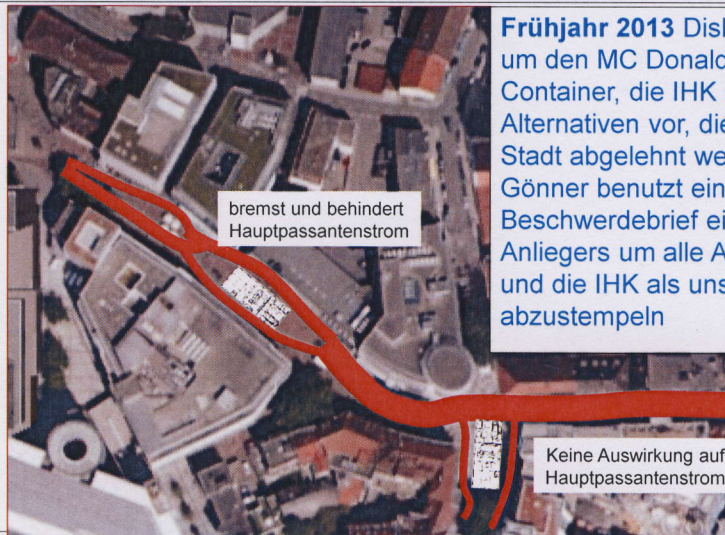 Frühjahr 2013 Disk
um den MC Donald
Container, die IHK
Alternativen vor, die
Stadt abgelehnt we
Gönner benutzt ein
Beschwerdebrief ei
Anliegers um alle A
und die IHK als uns
abzustempeln
bremst und behindert
Hauptpassantenstrom
Keine Auswirkung auf
Hauptpassantenstrom